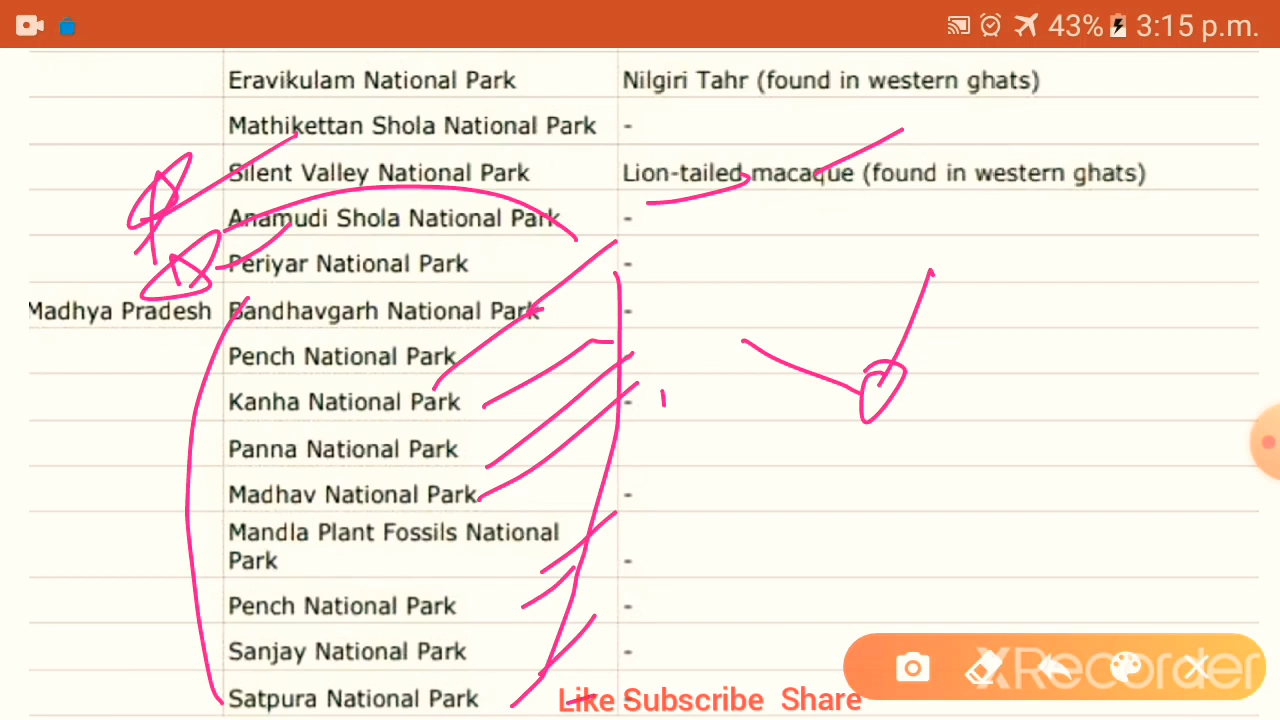 43% 3:15 p.m.
Eravikulam National Park Nilgiri Tahr (found in western ghats)
Mathikettan Shola National Park -
Silent Valley National Park Lion-tailed macaque (found in western ghats)
Anamudi Shola National Park -
Periyar National Park -
Madhya Pradesh Bandhavgarh National Park -
Pench National Park
Kanha National Park -
Panna National Park
Madhav National Park -
Mandla Plant Fossils National
Park -
Pench National Park -
Sanjay National Park -
Satpura National Park
XRecorder
Like Subscribe Share